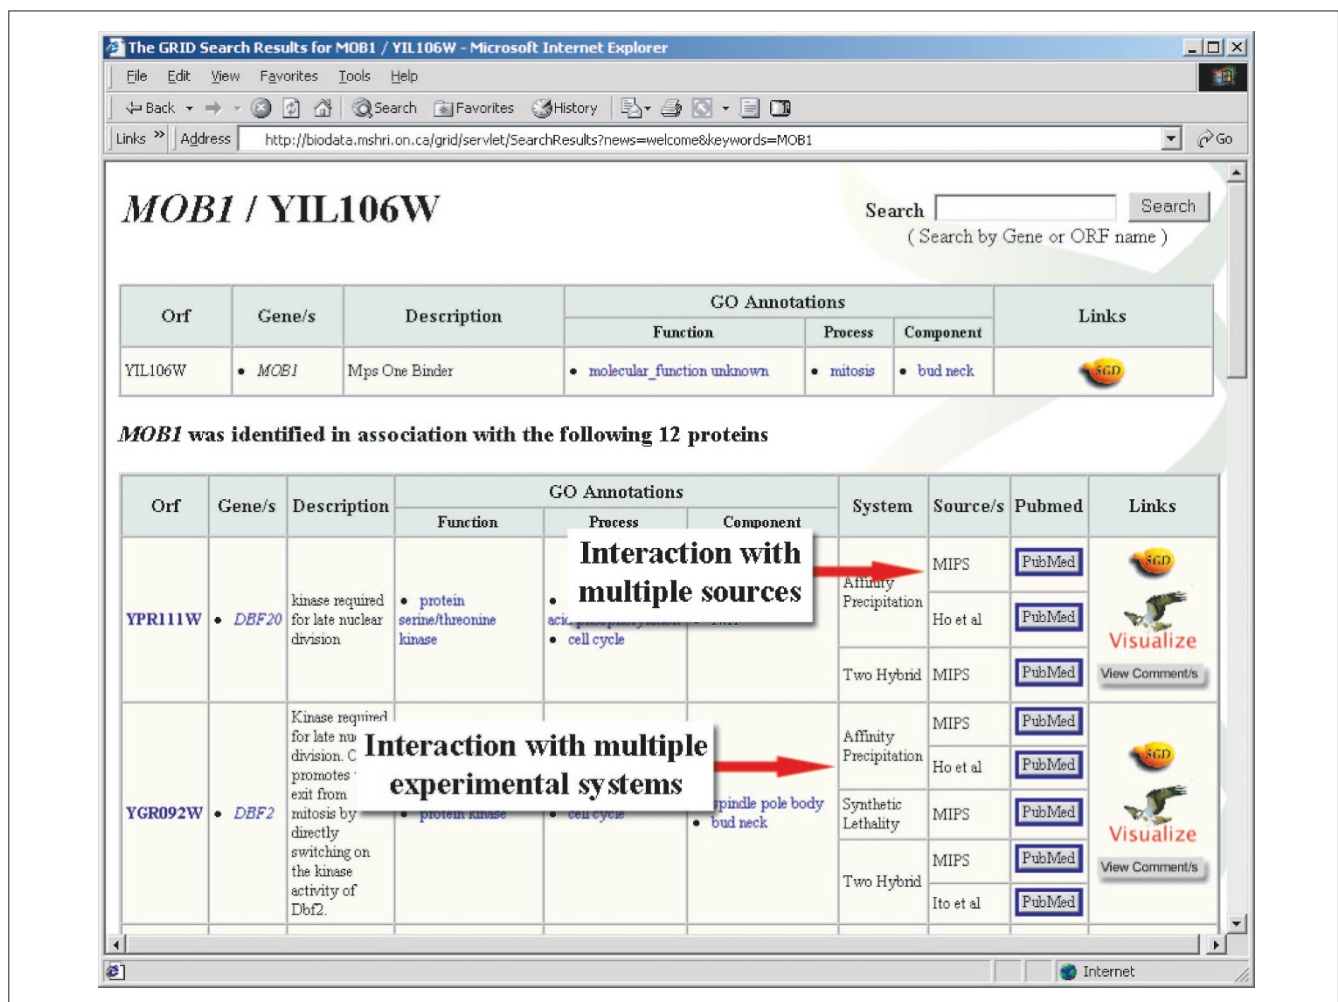 The GRID Search Results for MOB1 / YIL106W - Microsoft Internet Explorer
File Edit View Favorites Tools Help
Back Search Favorites History
Links » Address http://biodata.mshri.on.ca/grid/servlet/SearchResults?news=welcome&keywords=MOB1 Go
MOB1 / YIL106W
Search Search
( Search by Gene or ORF name )
Orf Gene/s Description GO Annotations Links
Function Process Component
YIL106W • MOB1 Mps One Binder • molecular_function unknown • mitosis • bud neck SGD
MOB1 was identified in association with the following 12 proteins
Orf Gene/s Description GO Annotations System Source/s Pubmed Links
Function Process Component
Interaction with
multiple sources
YPR111W • DBF20
kinase required
for late nuclear
division
• protein
serine/threonine
kinase
• cell cycle
Affinity
Precipitation
MIPS PubMed
Ho et al PubMed
Two Hybrid MIPS PubMed
SGD
Visualize
View Comment/s
Interaction with multiple
experimental systems
YGR092W • DBF2
Kinase required
for late
division.
promotes
exit from
mitosis by
directly
switching on
the kinase
activity of
Dbf2.
• protein kinase
• cell cycle
spindle pole body
• bud neck
Affinity
Precipitation
MIPS PubMed
Ho et al PubMed
Synthetic
Lethality
MIPS PubMed
Two Hybrid
MIPS PubMed
Ito et al PubMed
SGD
Visualize
View Comment/s
Internet